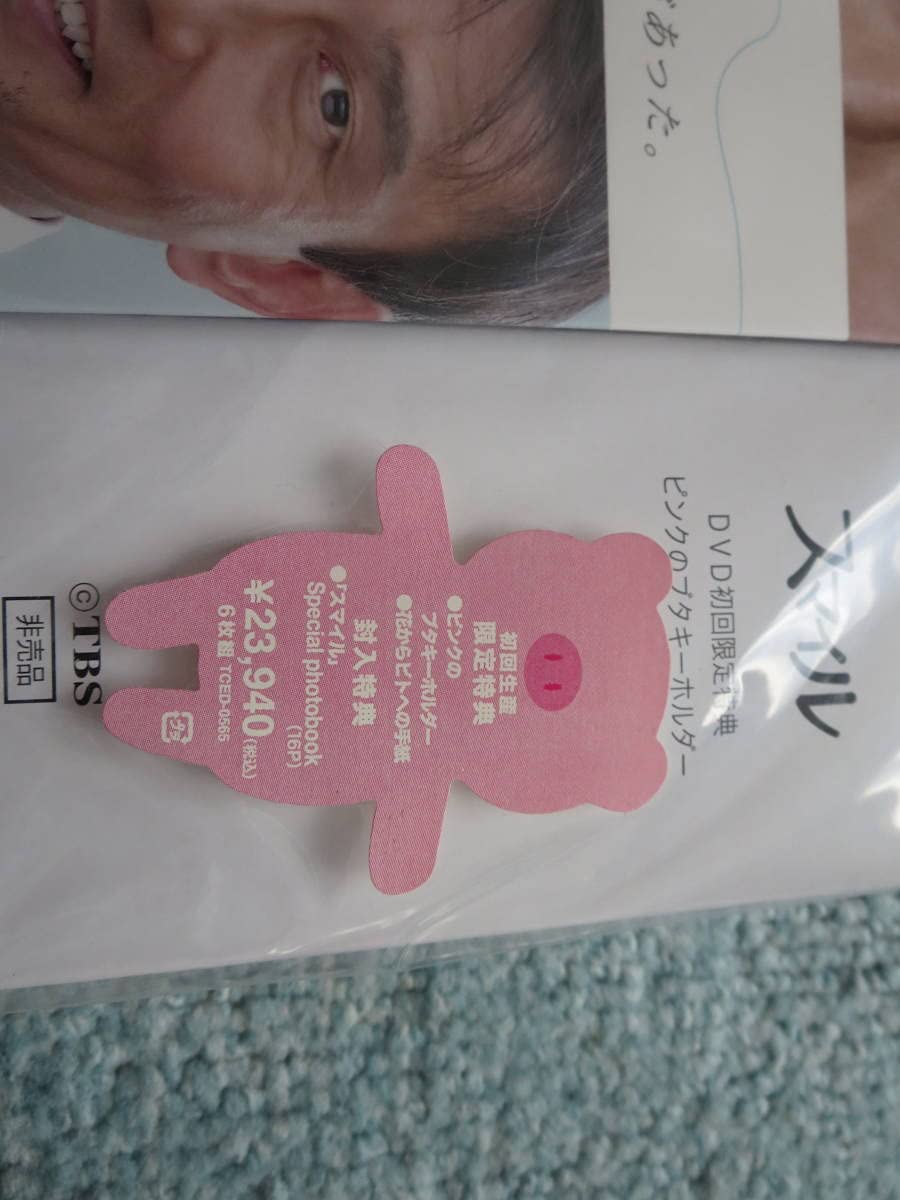 であった。
スマイル
DVD初回限定特典
ピンクのブタキーホルダー
初回生産
限定特典
●ピンクの
ブタキーホルダー
●花からビトへの手紙
封入特典
●「スマイル」
Special photobook
(16P)
¥23,940(税込)
6枚組 TCED-0565
©TBS
非売品